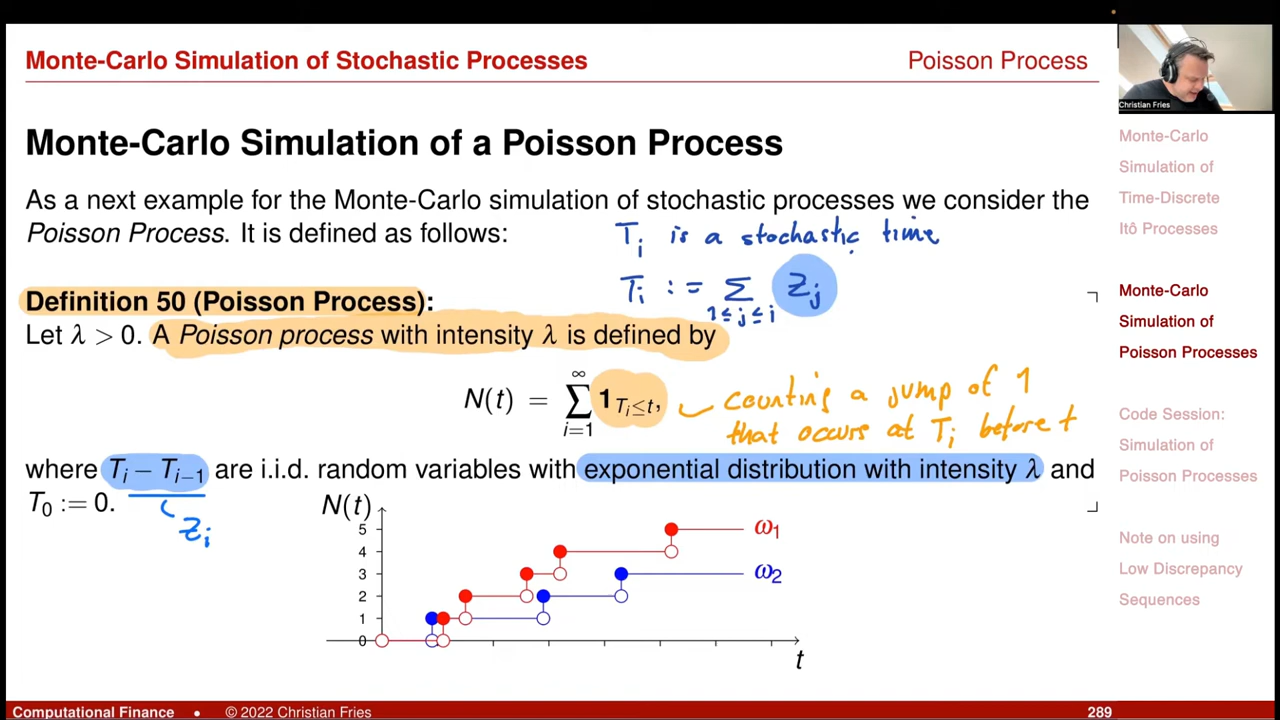 Monte-Carlo Simulation of Stochastic Processes
Poisson Process
Christian Fries
Monte-Carlo Simulation of a Poisson Process
As a next example for the Monte-Carlo simulation of stochastic processes we consider the
Poisson Process. It is defined as follows:
T_i is a stochastic time
T_i := Σ_{1≤j≤i} Z_j
Definition 50 (Poisson Process):
Let λ > 0. A Poisson process with intensity λ is defined by
N(t) = ∑_{i=1}^{∞} 1_{T_i≤t},
counting a jump of 1
that occurs at T_i before t
where T_i − T_{i−1} are i.i.d. random variables with exponential distribution with intensity λ and
T_0 := 0.
Z_i
N(t)
5
4
3
2
1
0
ω_1
ω_2
t
Monte-Carlo
Simulation of
Time-Discrete
Itô Processes
Monte-Carlo
Simulation of
Poisson Processes
Code Session:
Simulation of
Poisson Processes
Note on using
Low Discrepancy
Sequences
Computational Finance • © 2022 Christian Fries
289